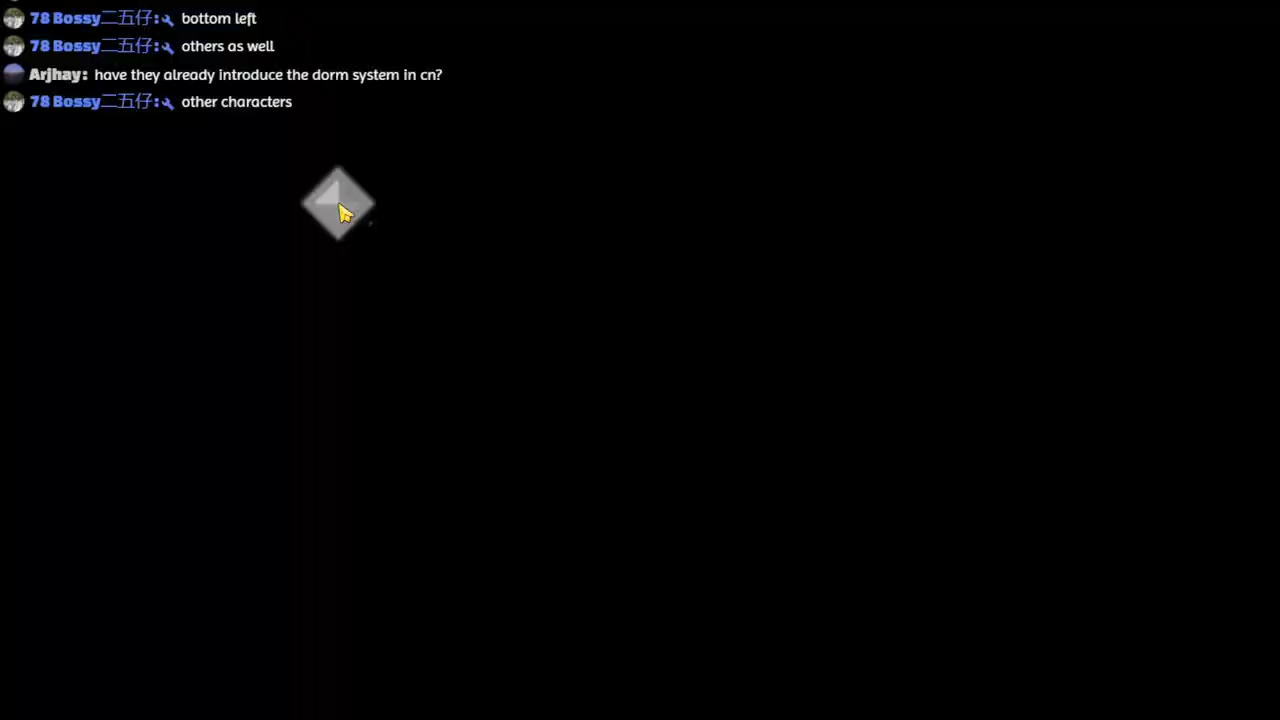 78 Bossy二五仔: bottom left
78 Bossy二五仔: others as well
Arjhay: have they already introduce the dorm system in cn?
78 Bossy二五仔: other characters